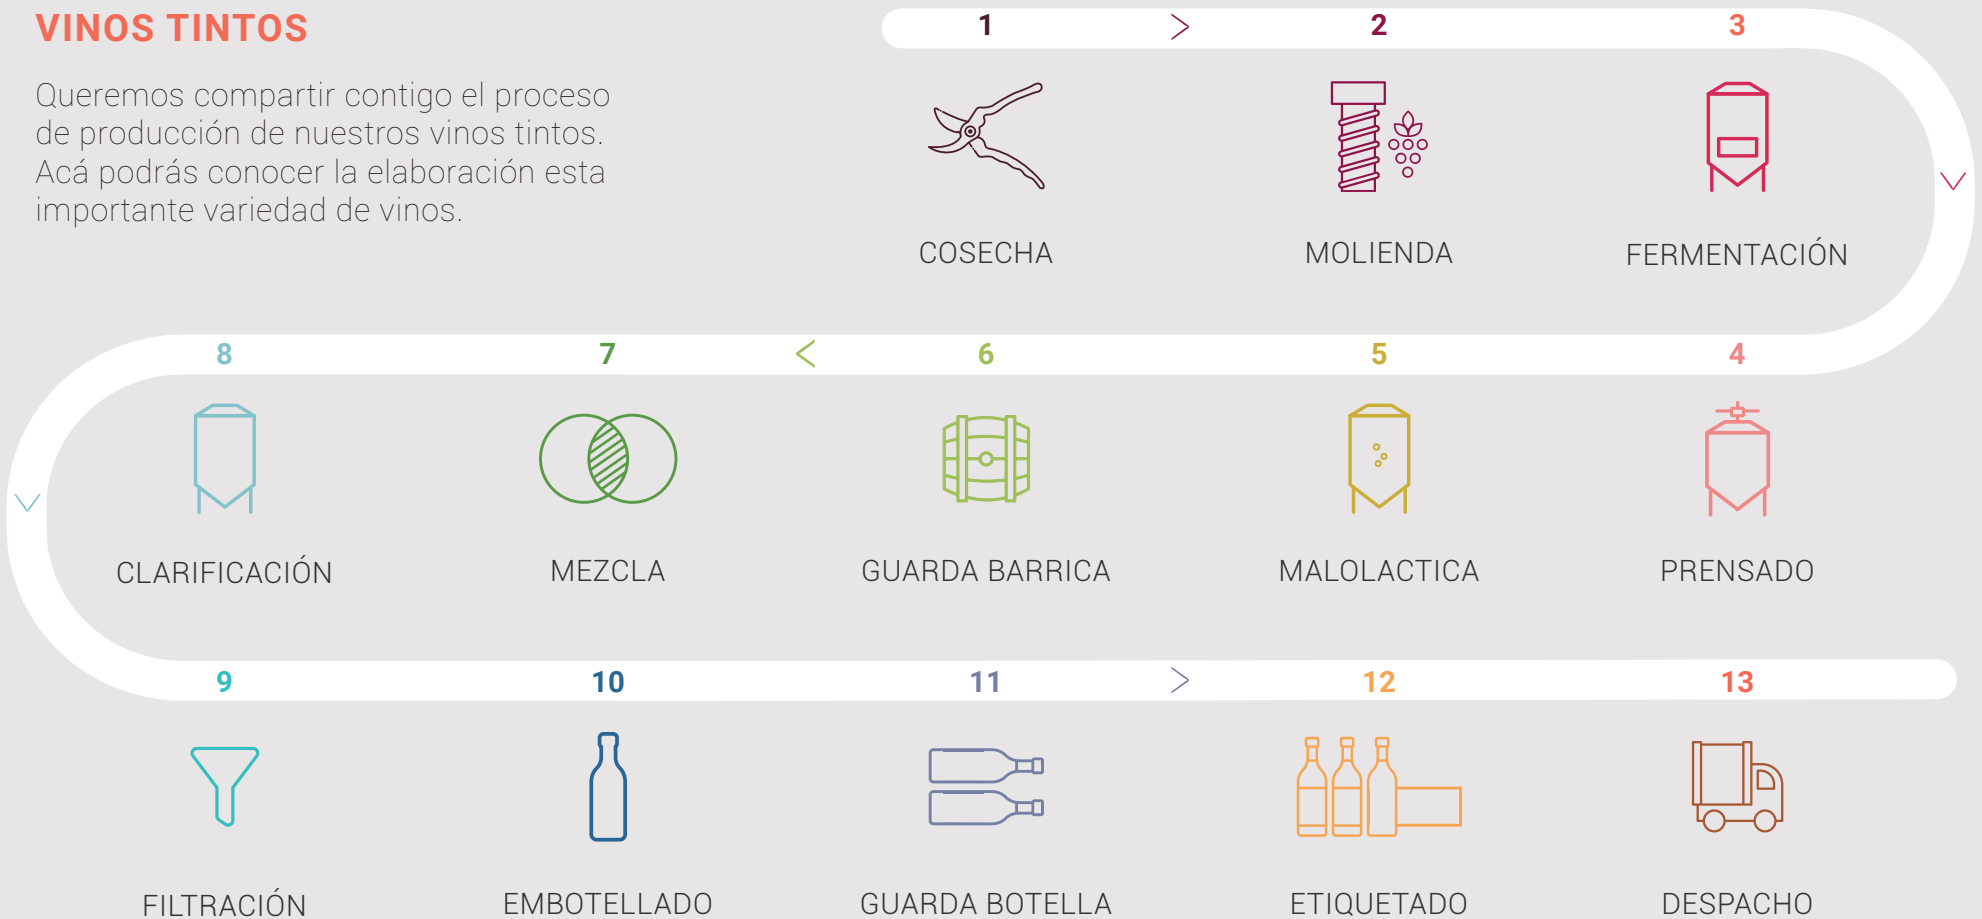 VINOS TINTOS
Queremos compartir contigo el proceso
de producción de nuestros vinos tintos.
Acá podrás conocer la elaboración esta
importante variedad de vinos.
1 > 2 3
COSECHA MOLIENDA FERMENTACIÓN
8 7 < 6 5 4
CLARIFICACIÓN MEZCLA GUARDA BARRICA MALOLACTICA PRENSADO
9 10 11 > 12 13
FILTRACIÓN EMBOTELLADO GUARDA BOTELLA ETIQUETADO DESPACHO